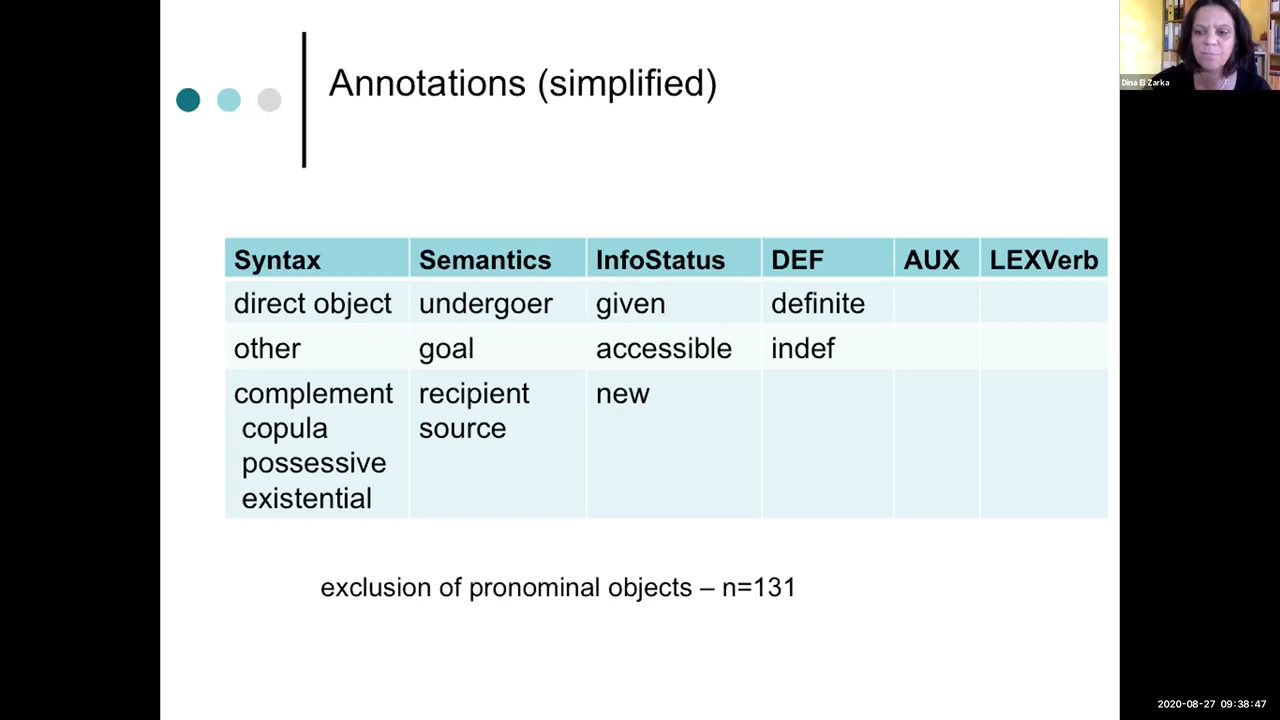 Annotations (simplified)
Dina El Zarka
Syntax Semantics InfoStatus DEF AUX LEXVerb
direct object undergoer given definite
other goal accessible indef
complement recipient new
copula source
possessive
existential
exclusion of pronominal objects – n=131
2020-08-27 09:38:47